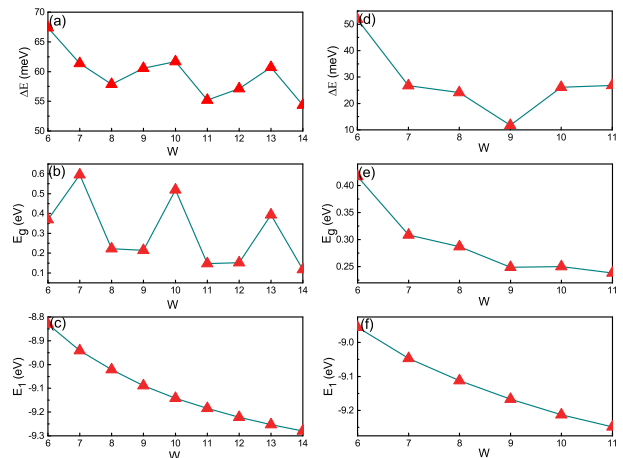 (a)
70
65
60
55
50
ΔE (meV)
6 7 8 9 10 11 12 13 14
W
(b)
0.6
0.5
0.4
0.3
0.2
0.1
Eg (eV)
6 7 8 9 10 11 12 13 14
W
(c)
-8.8
-8.9
-9.0
-9.1
-9.2
-9.3
E1 (eV)
6 7 8 9 10 11 12 13 14
W
(d)
50
40
30
20
10
ΔE (meV)
6 7 8 9 10 11
W
(e)
0.40
0.35
0.30
0.25
Eg (eV)
6 7 8 9 10 11
W
(f)
-9.0
-9.1
-9.2
E1 (eV)
6 7 8 9 10 11
W